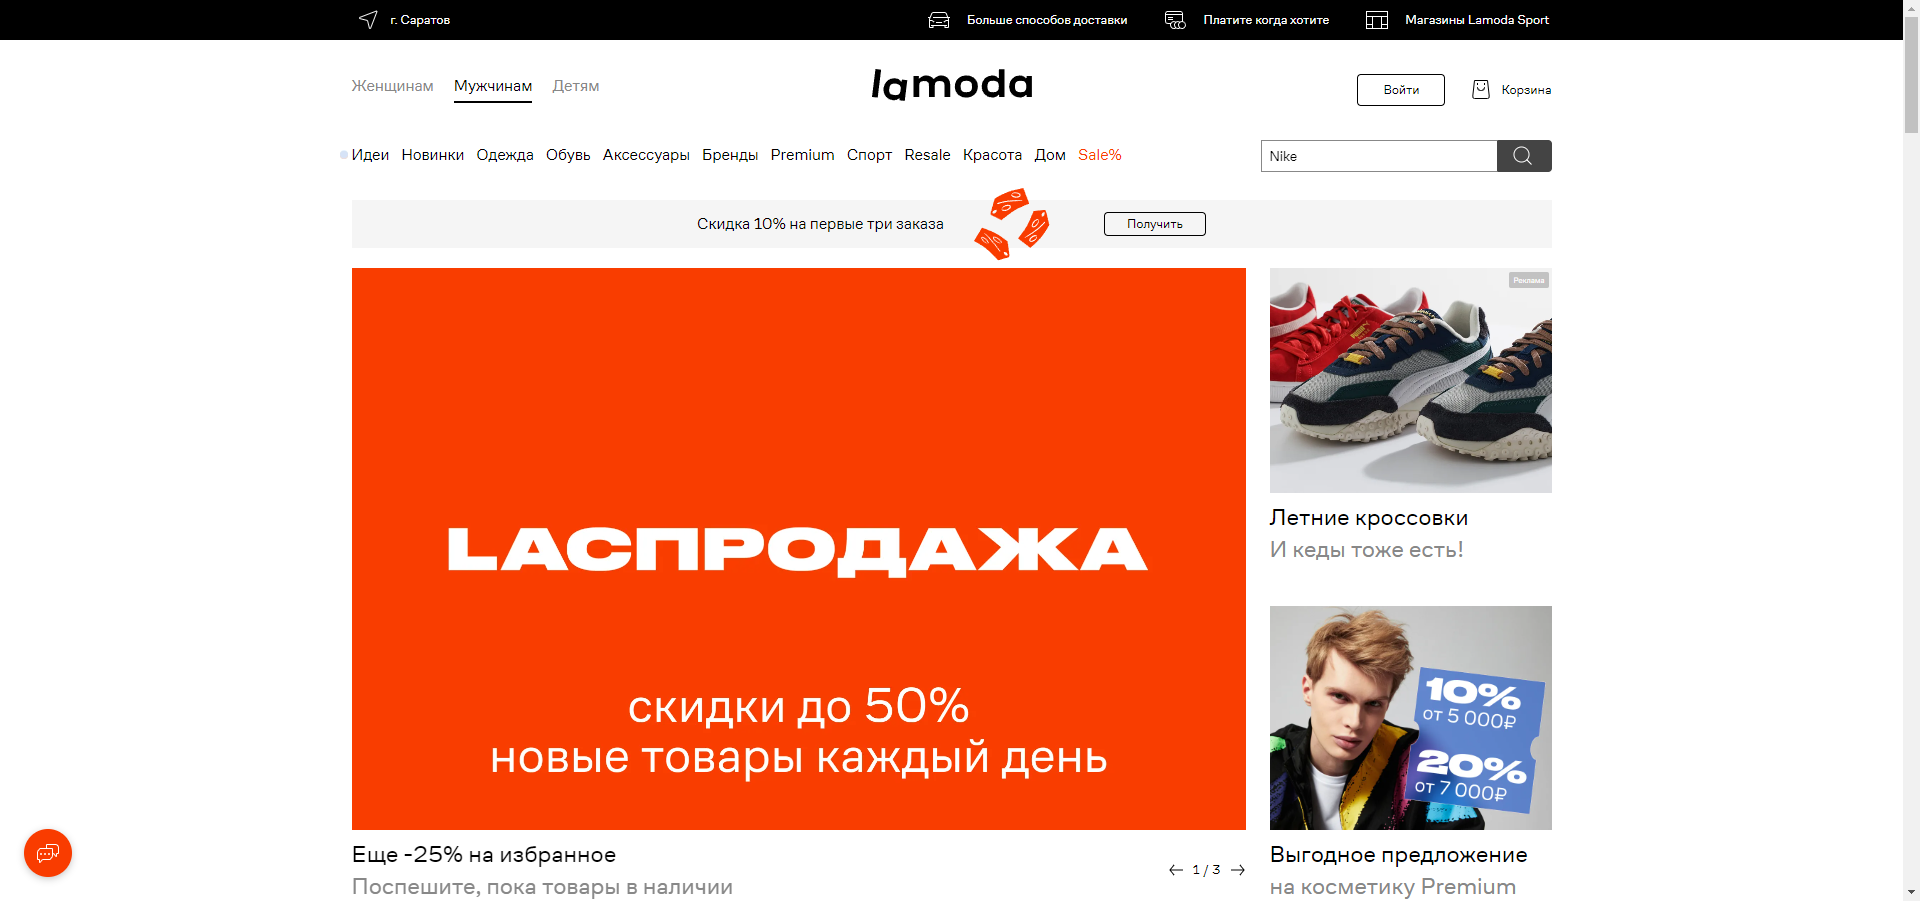 г. Саратов
Больше способов доставки
Платите когда хотите
Магазины Lamoda Sport
Женщинам
Мужчинам
Детям
lamoda
Войти
Корзина
Идеи Новинки Одежда Обувь Аксессуары Бренды Premium Спорт Resale Красота Дом Sale%
Nike
Скидка 10% на первые три заказа
Получить
LАСПРОДАЖА
скидки до 50%
новые товары каждый день
Еще -25% на избранное
Поспешите, пока товары в наличии
1 / 3
Реклама
Летние кроссовки
И кеды тоже есть!
10%
от 5 000₽
20%
от 7 000₽
Выгодное предложение
на косметику Premium